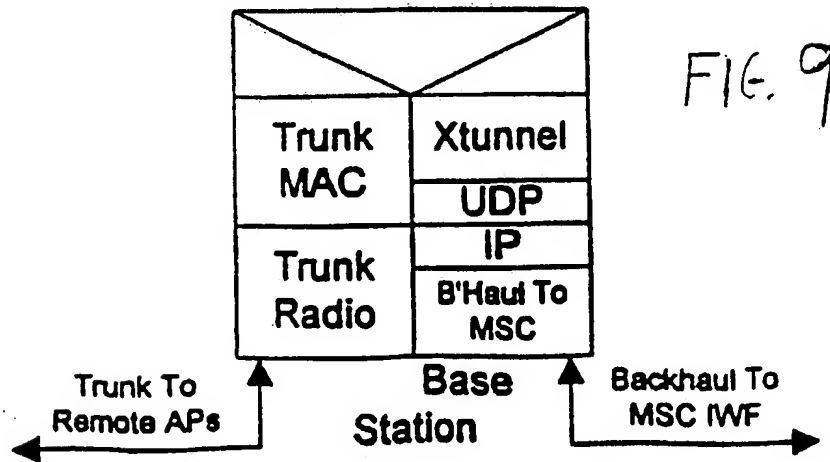 FIG. 9
Trunk
MAC
Xtunnel
UDP
IP
Trunk
Radio
B'Haul To
MSC
Base
Station
Trunk To
Remote APs
Backhaul To
MSC IWF